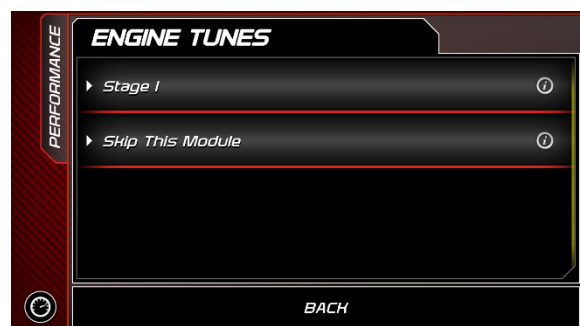 PERFORMANCE
ENGINE TUNES
Stage I
Skip This Module
BACK